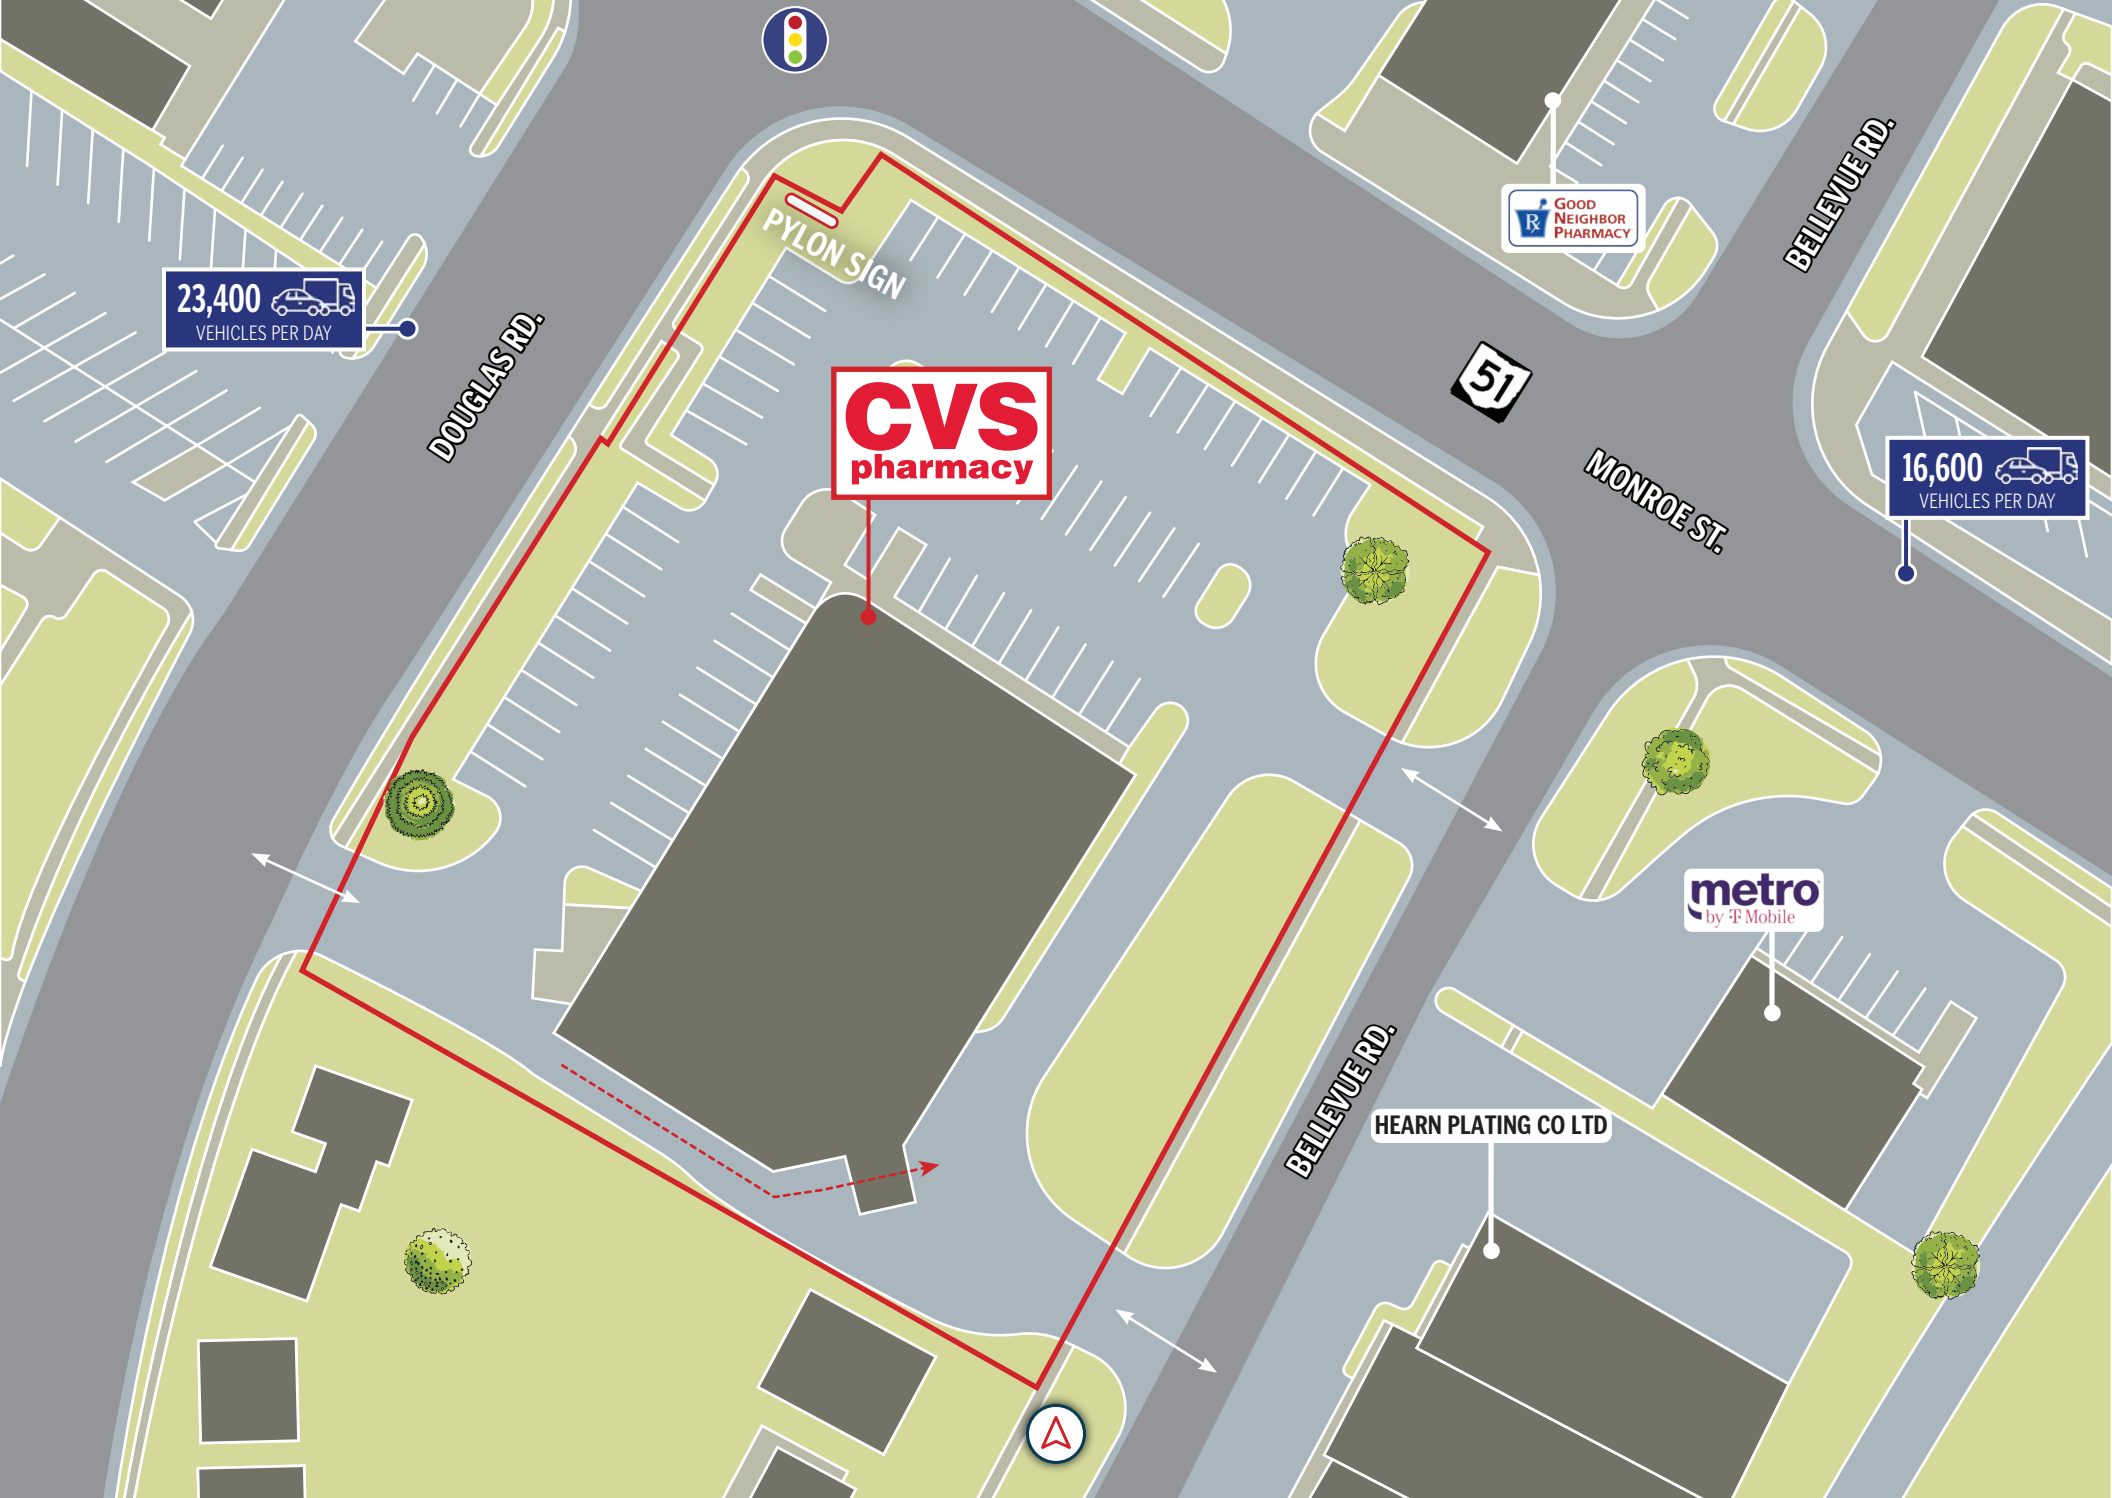 GOOD
NEIGHBOR
PHARMACY
BELLEVUE RD.
PYLON SIGN
23,400
VEHICLES PER DAY
DOUGLAS RD.
51
CVS
pharmacy
MONROE ST.
16,600
VEHICLES PER DAY
metro
by T Mobile
BELLEVUE RD.
HEARN PLATING CO LTD